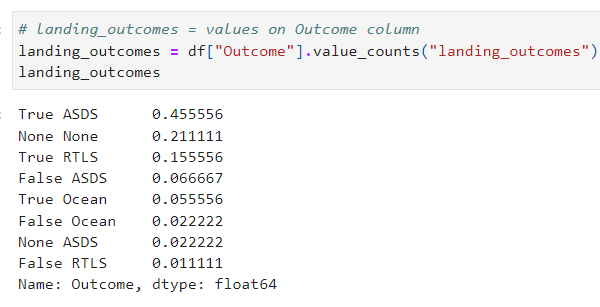 # landing_outcomes = values on Outcome column
landing_outcomes = df["Outcome"].value_counts("landing_outcomes")
landing_outcomes
True ASDS      0.455556
None None      0.211111
True RTLS      0.155556
False ASDS     0.066667
True Ocean     0.055556
False Ocean    0.022222
None ASDS      0.022222
False RTLS     0.011111
Name: Outcome, dtype: float64